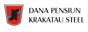 DANA PENSIUN
KRAKATAU STEEL